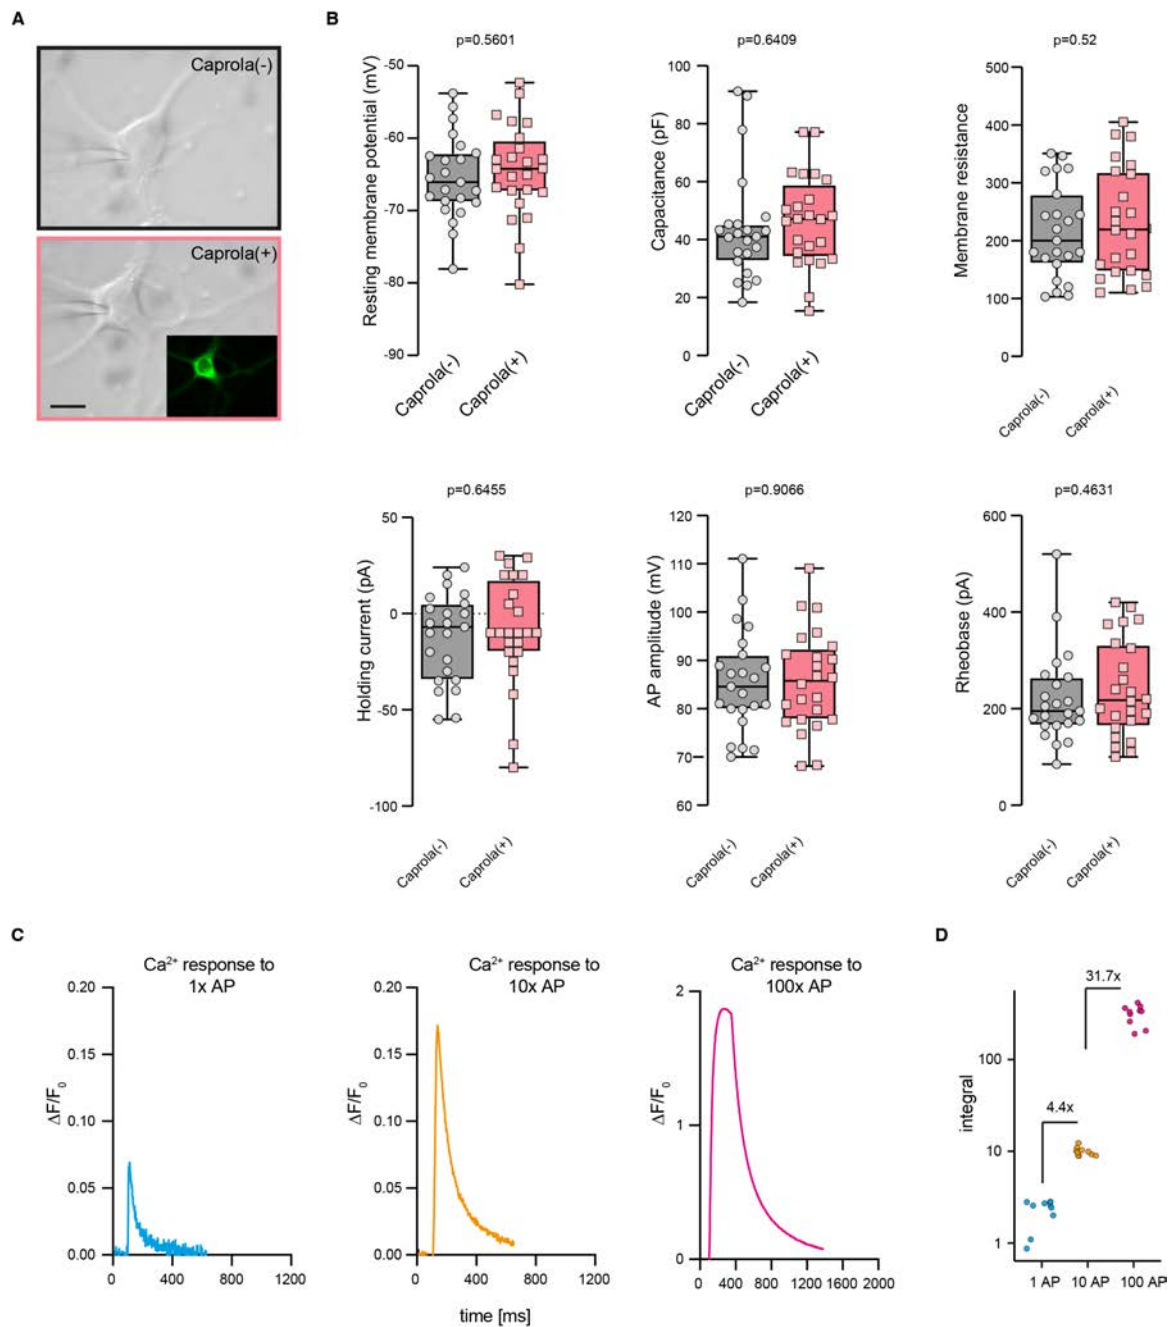 A
Caprola(-)
Caprola(+)
B
p=0.5601
Resting membrane potential (mV)
-50
-60
-70
-80
-90
Caprola(-)
Caprola(+)
p=0.6409
Capacitance (pF)
100
80
60
40
20
0
Caprola(-)
Caprola(+)
p=0.52
Membrane resistance
500
400
300
200
100
0
Caprola(-)
Caprola(+)
p=0.6455
Holding current (pA)
50
0
-50
-100
Caprola(-)
Caprola(+)
p=0.9066
AP amplitude (mV)
120
110
100
90
80
70
60
Caprola(-)
Caprola(+)
p=0.4631
Rheobase (pA)
600
400
200
0
Caprola(-)
Caprola(+)
C
Ca²⁺ response to
1x AP
ΔF/F₀
0.20
0.15
0.10
0.05
0.00
0 400 800 1200
Ca²⁺ response to
10x AP
ΔF/F₀
0.20
0.15
0.10
0.05
0.00
0 400 800 1200
time [ms]
Ca²⁺ response to
100x AP
ΔF/F₀
2
1
0
0 400 800 1200 1600 2000
D
31.7x
4.4x
integral
100
10
1
1 AP 10 AP 100 AP